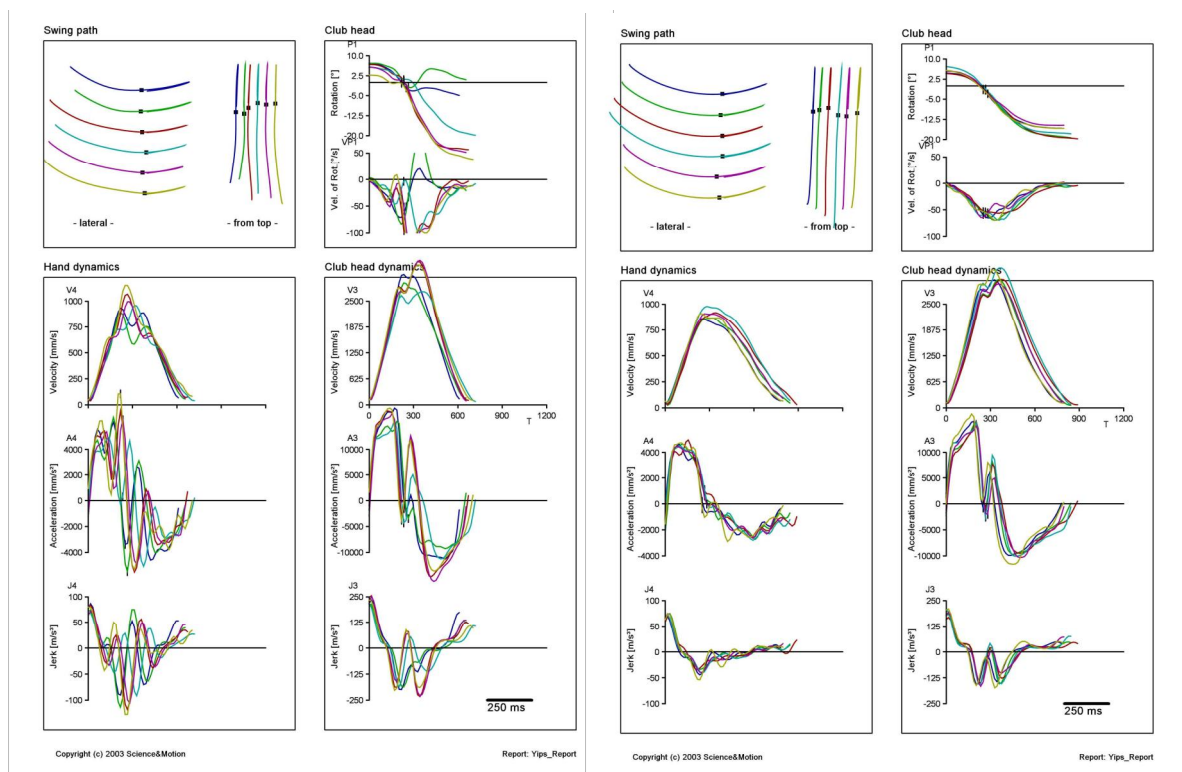 Swing path
Club head
P1
10.0
2.5
-5.0
-12.5
-20.0
Rotation [°]
VP1
50
0
-50
-100
Vel. of Rot.[°/s]
- lateral -
- from top -
Hand dynamics
V4
1000
750
500
250
0
Velocity [mm/s]
A4
4000
2000
0
-2000
-4000
Acceleration [mm/s²]
J4
100
50
0
-50
-100
Jerk [m/s³]
Club head dynamics
V3
2500
1875
1250
625
0
Velocity [mm/s]
0
300
600
900
1200
T
A3
10000
5000
0
-5000
-10000
Acceleration [mm/s²]
J3
250
125
0
-125
-250
Jerk [m/s³]
250 ms
Copyright (c) 2003 Science&Motion
Report: Yips_Report
Swing path
Club head
P1
10.0
2.5
-5.0
-12.5
-20.0
Rotation [°]
VP1
50
0
-50
-100
Vel. of Rot.[°/s]
- lateral -
- from top -
Hand dynamics
V4
1000
750
500
250
0
Velocity [mm/s]
A4
4000
2000
0
-2000
-4000
Acceleration [mm/s²]
J4
100
50
0
-50
-100
Jerk [m/s³]
Club head dynamics
V3
2500
1875
1250
625
0
Velocity [mm/s]
0
300
600
900
1200
T
A3
10000
5000
0
-5000
-10000
Acceleration [mm/s²]
J3
250
125
0
-125
-250
Jerk [m/s³]
250 ms
Copyright (c) 2003 Science&Motion
Report: Yips_Report